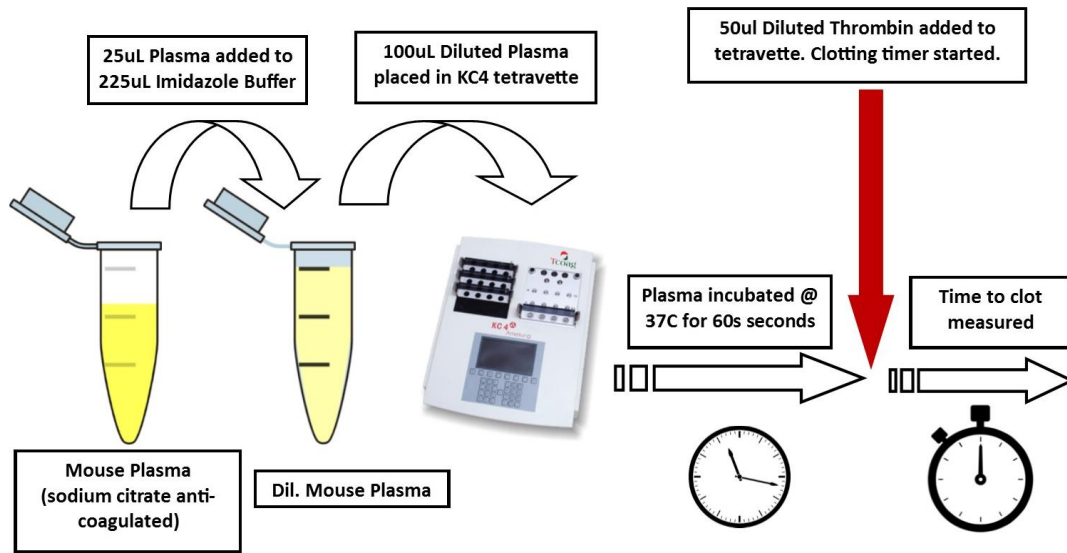 25uL Plasma added to
225uL Imidazole Buffer
100uL Diluted Plasma
placed in KC4 tetravette
50ul Diluted Thrombin added to
tetravette. Clotting timer started.
Tcoag
KC 4
Plasma incubated @
37C for 60s seconds
Time to clot
measured
Mouse Plasma
(sodium citrate anti-
coagulated)
Dil. Mouse Plasma